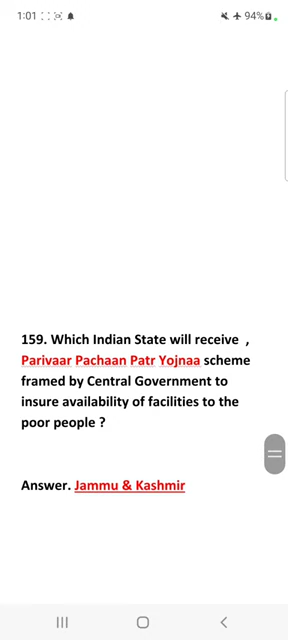 1:01
94%
159. Which Indian State will receive ,
Parivaar Pachaan Patr Yojnaa scheme
framed by Central Government to
insure availability of facilities to the
poor people ?
Answer. Jammu & Kashmir